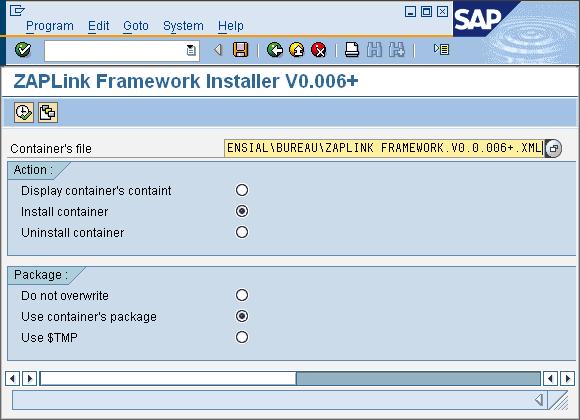 Program Edit Goto System Help
SAP
ZAPLink Framework Installer V0.006+
Container's file ENSIAL\BUREAU\ZAPLINK FRAMEWORK.V0.0.006+.XML
Action :
Display container's containt
Install container
Uninstall container
Package :
Do not overwrite
Use container's package
Use $TMP